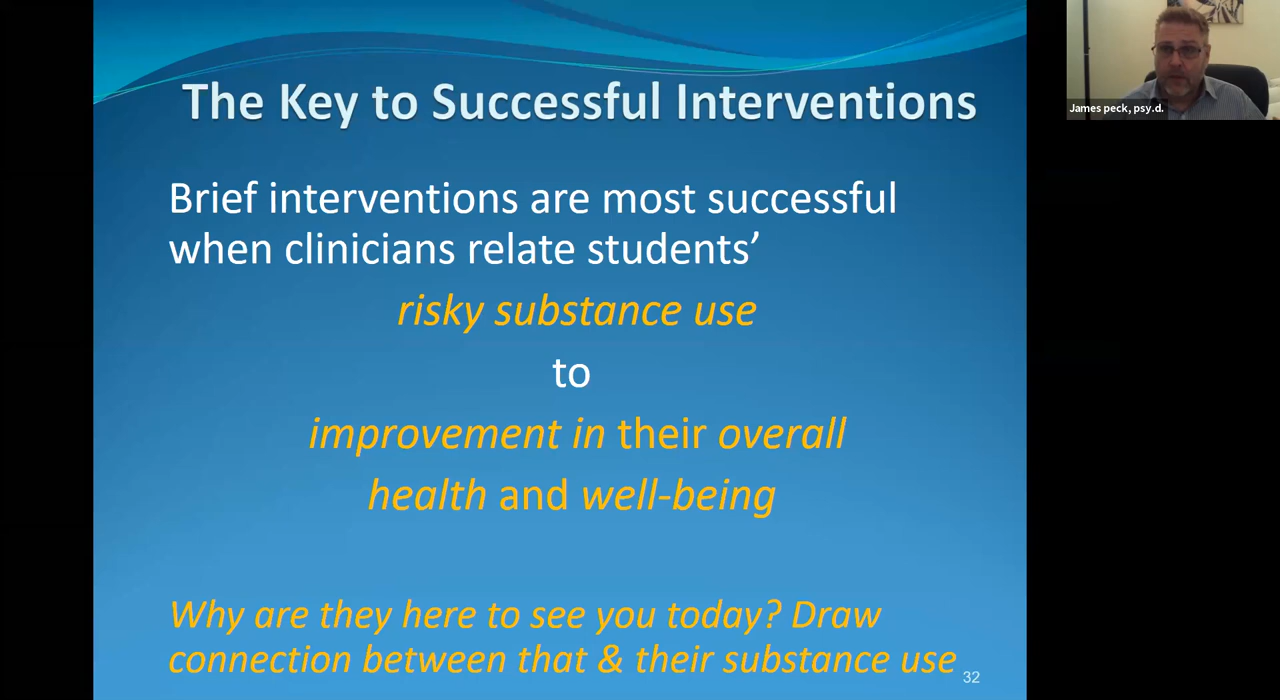 The Key to Successful Interventions
James peck, psy.d.
Brief interventions are most successful
when clinicians relate students’
risky substance use
to
improvement in their overall
health and well-being
Why are they here to see you today? Draw
connection between that & their substance use
32